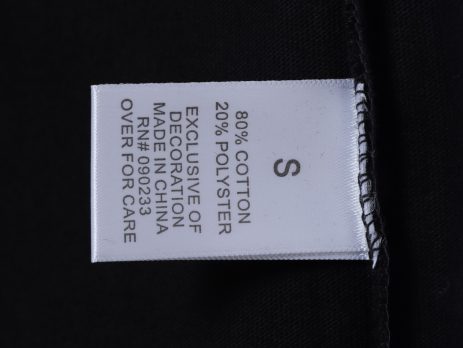 S
80% COTTON
20% POLYSTER
EXCLUSIVE OF
DECORATION
MADE IN CHINA
RN# 090233
OVER FOR CARE